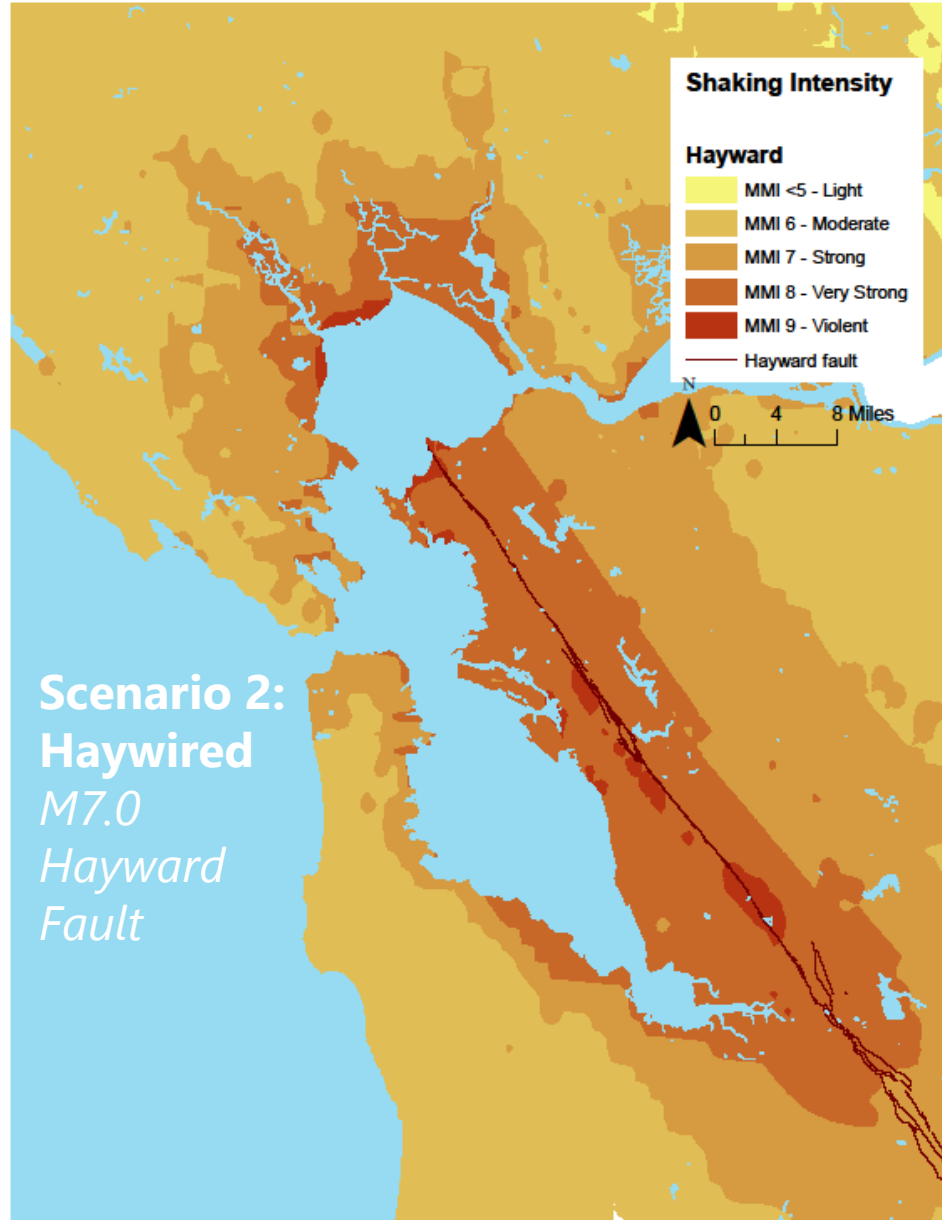 Shaking Intensity
Hayward
MMI <5 - Light
MMI 6 - Moderate
MMI 7 - Strong
MMI 8 - Very Strong
MMI 9 - Violent
Hayward fault
N
0 4 8 Miles
Scenario 2:
Haywired
M7.0
Hayward
Fault